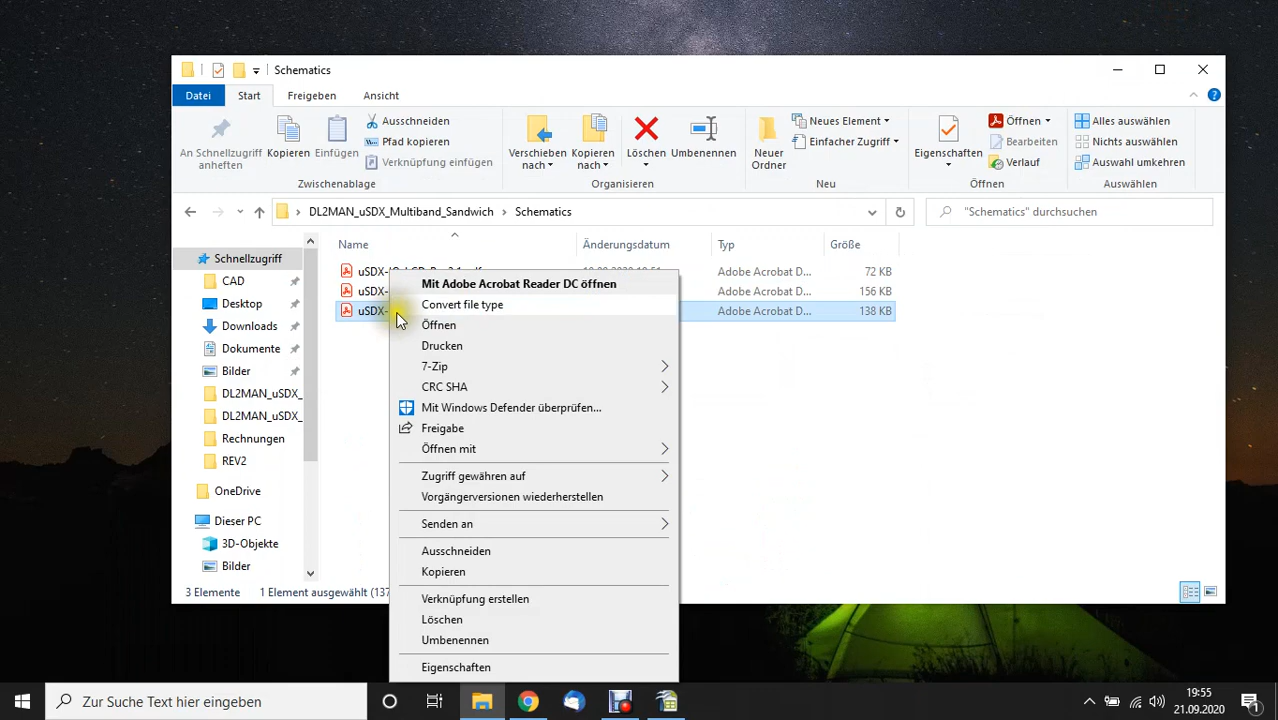 Schematics
Datei Start Freigeben Ansicht
An Schnellzugriff anheften
Kopieren
Einfügen
Ausschneiden
Pfad kopieren
Verknüpfung einfügen
Zwischenablage
Verschieben nach
Kopieren nach
Löschen
Umbenennen
Organisieren
Neuer Ordner
Neues Element
Einfacher Zugriff
Neu
Eigenschaften
Öffnen
Bearbeiten
Verlauf
Öffnen
Alles auswählen
Nichts auswählen
Auswahl umkehren
Auswählen
DL2MAN_uSDX_Multiband_Sandwich > Schematics
"Schematics" durchsuchen
Schnellzugriff
CAD
Desktop
Downloads
Dokumente
Bilder
DL2MAN_uSDX_
DL2MAN_uSDX_
Rechnungen
REV2
OneDrive
Dieser PC
3D-Objekte
Bilder
Name Änderungsdatum Typ Größe
Adobe Acrobat D... 72 KB
uSDX- Adobe Acrobat D... 156 KB
uSDX- Adobe Acrobat D... 138 KB
Mit Adobe Acrobat Reader DC öffnen
Convert file type
Öffnen
Drucken
7-Zip
CRC SHA
Mit Windows Defender überprüfen...
Freigabe
Öffnen mit
Zugriff gewähren auf
Vorgängerversionen wiederherstellen
Senden an
Ausschneiden
Kopieren
Verknüpfung erstellen
Löschen
Umbenennen
Eigenschaften
3 Elemente 1 Element ausgewählt (137
Zur Suche Text hier eingeben
19:55
21.09.2020
1